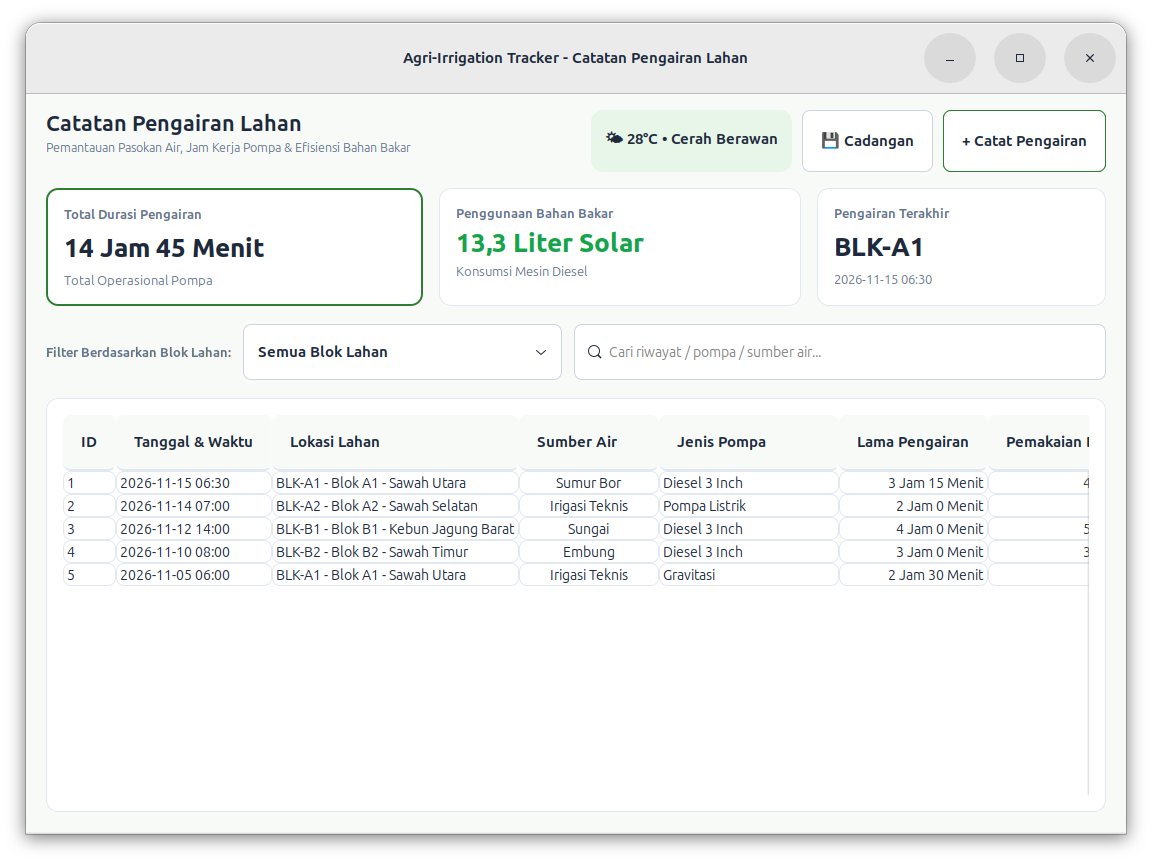 Agri-Irrigation Tracker - Catatan Pengairan Lahan
Catatan Pengairan Lahan
Pemantauan Pasokan Air, Jam Kerja Pompa & Efisiensi Bahan Bakar
28°C • Cerah Berawan
Cadangan
+ Catat Pengairan
Total Durasi Pengairan
14 Jam 45 Menit
Total Operasional Pompa
Penggunaan Bahan Bakar
13,3 Liter Solar
Konsumsi Mesin Diesel
Pengairan Terakhir
BLK-A1
2026-11-15 06:30
Filter Berdasarkan Blok Lahan:
Semua Blok Lahan
Cari riwayat / pompa / sumber air...
ID Tanggal & Waktu Lokasi Lahan Sumber Air Jenis Pompa Lama Pengairan Pemakaian
1 2026-11-15 06:30 BLK-A1 - Blok A1 - Sawah Utara Sumur Bor Diesel 3 Inch 3 Jam 15 Menit 4
2 2026-11-14 07:00 BLK-A2 - Blok A2 - Sawah Selatan Irigasi Teknis Pompa Listrik 2 Jam 0 Menit
3 2026-11-12 14:00 BLK-B1 - Blok B1 - Kebun Jagung Barat Sungai Diesel 3 Inch 4 Jam 0 Menit 5
4 2026-11-10 08:00 BLK-B2 - Blok B2 - Sawah Timur Embung Diesel 3 Inch 3 Jam 0 Menit 3
5 2026-11-05 06:00 BLK-A1 - Blok A1 - Sawah Utara Irigasi Teknis Gravitasi 2 Jam 30 Menit